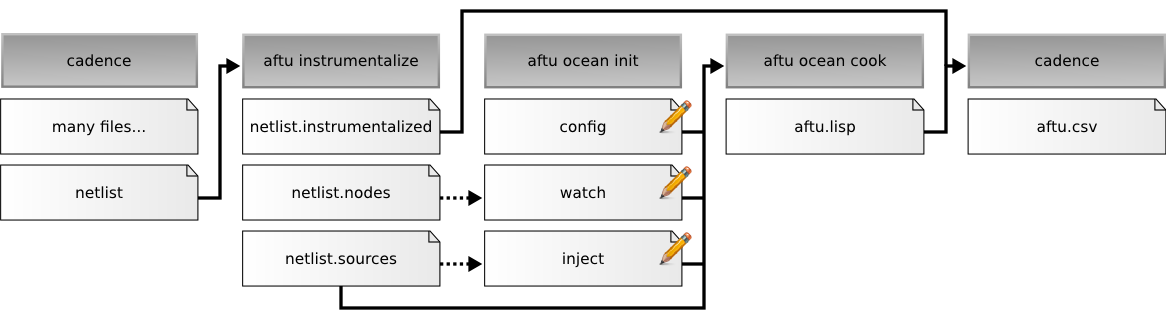 cadence
many files...
netlist
aftu instrumentalize
netlist.instrumentalized
netlist.nodes
netlist.sources
aftu ocean init
config
watch
inject
aftu ocean cook
aftu.lisp
cadence
aftu.csv